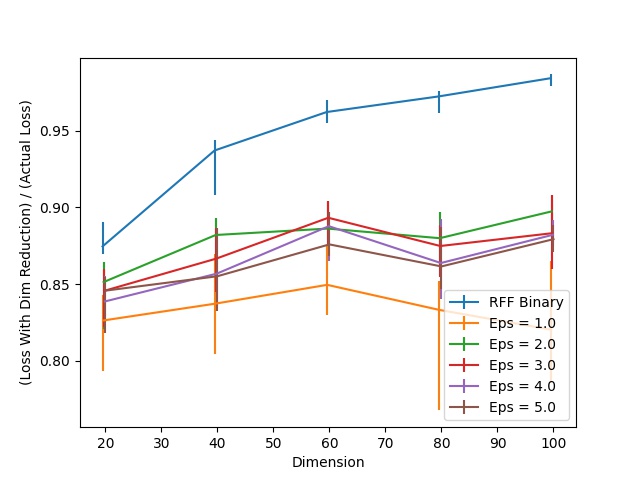 (Loss With Dim Reduction) / (Actual Loss)
0.95
0.90
0.85
0.80
RFF Binary
Eps = 1.0
Eps = 2.0
Eps = 3.0
Eps = 4.0
Eps = 5.0
20 30 40 50 60 70 80 90 100
Dimension